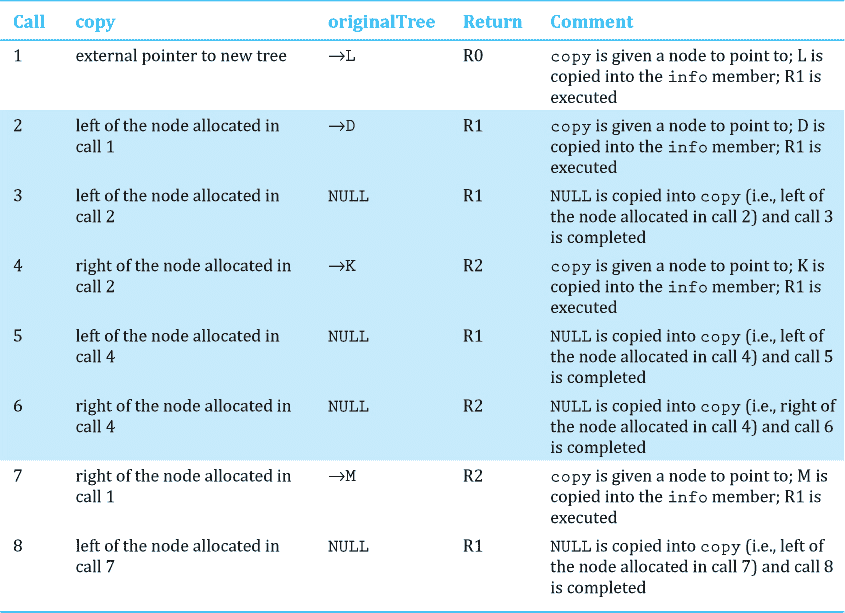 Call copy originalTree Return Comment
1 external pointer to new tree →L R0 copy is given a node to point to; L is
copied into the info member; R1 is
executed
2 left of the node allocated in →D R1 copy is given a node to point to; D is
call 1 copied into the info member; R1 is
executed
3 left of the node allocated in NULL R1 NULL is copied into copy (i.e., left of
call 2 the node allocated in call 2) and call 3
is completed
4 right of the node allocated in →K R2 copy is given a node to point to; K is
call 2 copied into the info member; R1 is
executed
5 left of the node allocated in NULL R1 NULL is copied into copy (i.e., left of
call 4 the node allocated in call 4) and call 5
is completed
6 right of the node allocated in NULL R2 NULL is copied into copy (i.e., right of
call 4 the node allocated in call 4) and call 6
is completed
7 right of the node allocated in →M R2 copy is given a node to point to; M is
call 1 copied into the info member; R1 is
executed
8 left of the node allocated in NULL R1 NULL is copied into copy (i.e., left of
call 7 the node allocated in call 7) and call 8
is completed